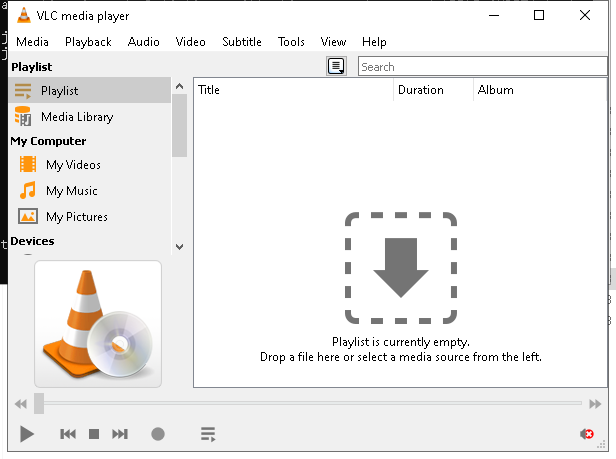 VLC media player
Media Playback Audio Video Subtitle Tools View Help
Playlist
Search
Playlist
Media Library
My Computer
My Videos
My Music
My Pictures
Devices
Title Duration Album
Playlist is currently empty.
Drop a file here or select a media source from the left.